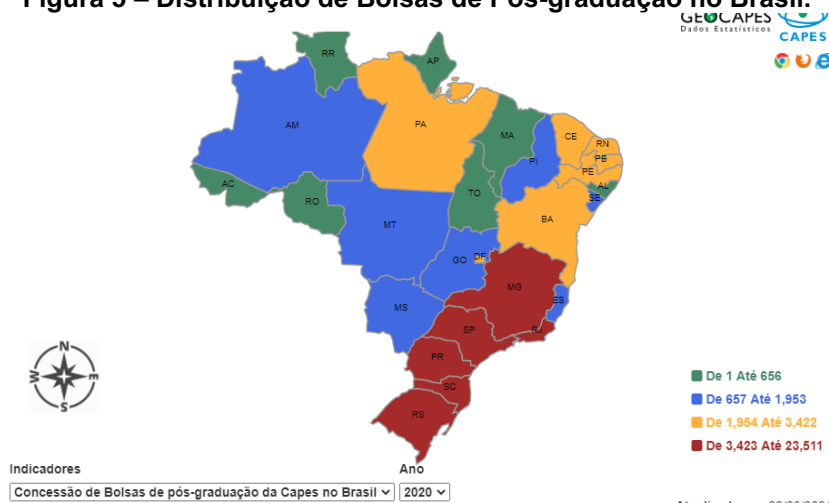 Figura 5 – Distribuição de Bolsas de Pós-graduação no Brasil.
GEOCAPES
Dados Estatísticos
CAPES
RR
AP
AM
PA
MA
CE
RN
PB
PE
PI
AL
SE
AC
RO
TO
BA
MT
GO
DF
MG
ES
MS
SP
RJ
PR
SC
RS
N
W
E
S
De 1 Até 656
De 657 Até 1,953
De 1,954 Até 3,422
De 3,423 Até 23,511
Indicadores
Ano
Concessão de Bolsas de pós-graduação da Capes no Brasil
2020